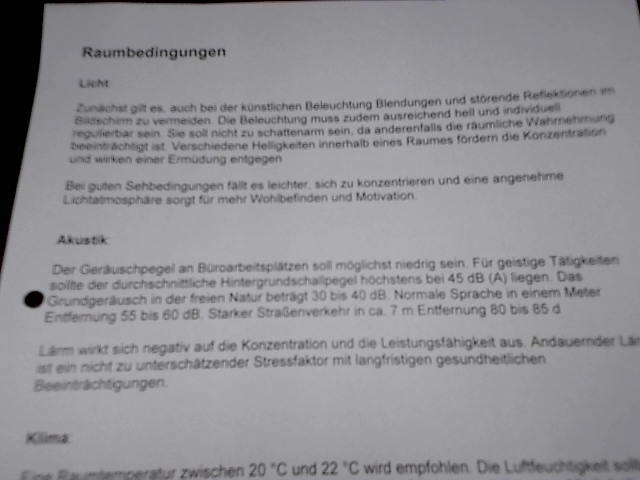 Raumbedingungen
Licht:
Zunächst gilt es, auch bei der künstlichen Beleuchtung Blendungen und störende Reflektionen im
Bildschirm zu vermeiden. Die Beleuchtung muss zudem ausreichend hell und individuell
regulierbar sein. Sie soll nicht zu schattenarm sein, da anderenfalls die räumliche Wahrnehmung
beeinträchtigt ist. Verschiedene Helligkeiten innerhalb eines Raumes fördern die Konzentration
und wirken einer Ermüdung entgegen
Bei guten Sehbedingungen fällt es leichter, sich zu konzentrieren und eine angenehme
Lichtatmosphäre sorgt für mehr Wohlbefinden und Motivation.
Akustik:
Der Geräuschpegel an Büroarbeitsplätzen soll möglichst niedrig sein. Für geistige Tätigkeiten
sollte der durchschnittliche Hintergrundschallpegel höchstens bei 45 dB (A) liegen. Das
Grundgeräusch in der freien Natur beträgt 30 bis 40 dB. Normale Sprache in einem Meter
Entfernung 55 bis 60 dB. Starker Straßenverkehr in ca. 7 m Entfernung 80 bis 85 d
Lärm wirkt sich negativ auf die Konzentration und die Leistungsfähigkeit aus. Andauernder Lär
ist ein nicht zu unterschätzender Stressfaktor mit langfristigen gesundheitlichen
Beeinträchtigungen.
Klima:
Eine Raumtemperatur zwischen 20 °C und 22 °C wird empfohlen. Die Luftfeuchtigkeit sollt